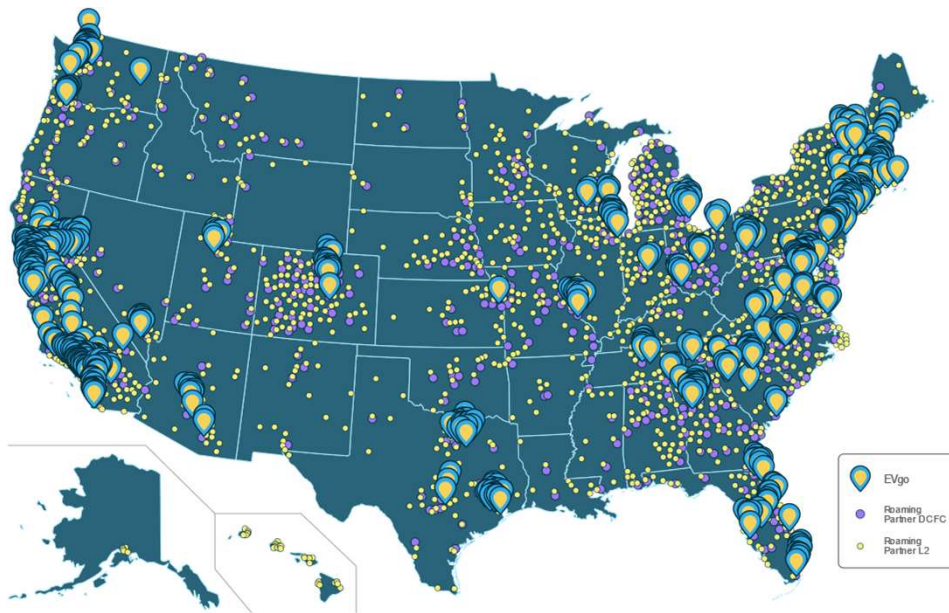 EVgo
Roaming
Partner DCFC
Roaming
Partner L2